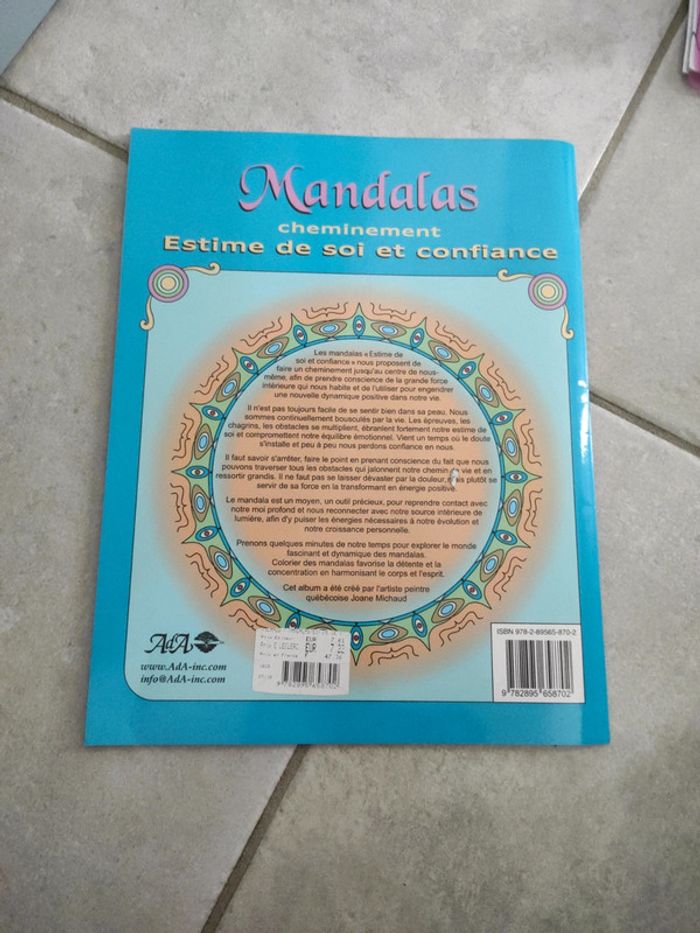 Mandalas
cheminement
Estime de soi et confiance
Les mandalas «Estime de
soi et confiance» nous proposent de
faire un cheminement jusqu'au centre de nous-
même, afin de prendre conscience de la grande force
intérieure qui nous habite et de l'utiliser pour engendrer
une nouvelle dynamique positive dans notre vie.
Il n'est pas toujours facile de se sentir bien dans sa peau. Nous
sommes continuellement bousculés par la vie. Les épreuves, les
chagrins, les obstacles se multiplient, ébranlent fortement notre estime de
soi et compromettent notre équilibre émotionnel. Vient un temps où le doute
s'installe et peu à peu nous perdons confiance en nous.
Il faut savoir s'arrêter, faire le point en prenant conscience du fait que nous
pouvons traverser tous les obstacles qui jalonnent notre chemin vie et en
ressortir grandis. Il ne faut pas se laisser dévaster par la douleur, plutôt se
servir de sa force en la transformant en énergie positive.
Le mandala est un moyen, un outil précieux, pour reprendre contact avec
notre moi profond et nous reconnecter avec notre source intérieure de
lumière, afin d'y puiser les énergies nécessaires à notre évolution et
notre croissance personnelle.
Prenons quelques minutes de notre temps pour explorer le monde
fascinant et dynamique des mandalas.
Colorier des mandalas favorise la détente et la
concentration en harmonisant le corps et l'esprit.
Cet album a été créé par l'artiste peintre
québécoise Joane Michaud
AdA
www.AdA-inc.com
info@AdA-inc.com
EUR
LECLERC EUR
F 47,36
9 782895 658702
ISBN 978-2-89565-870-2
9 782895 658702